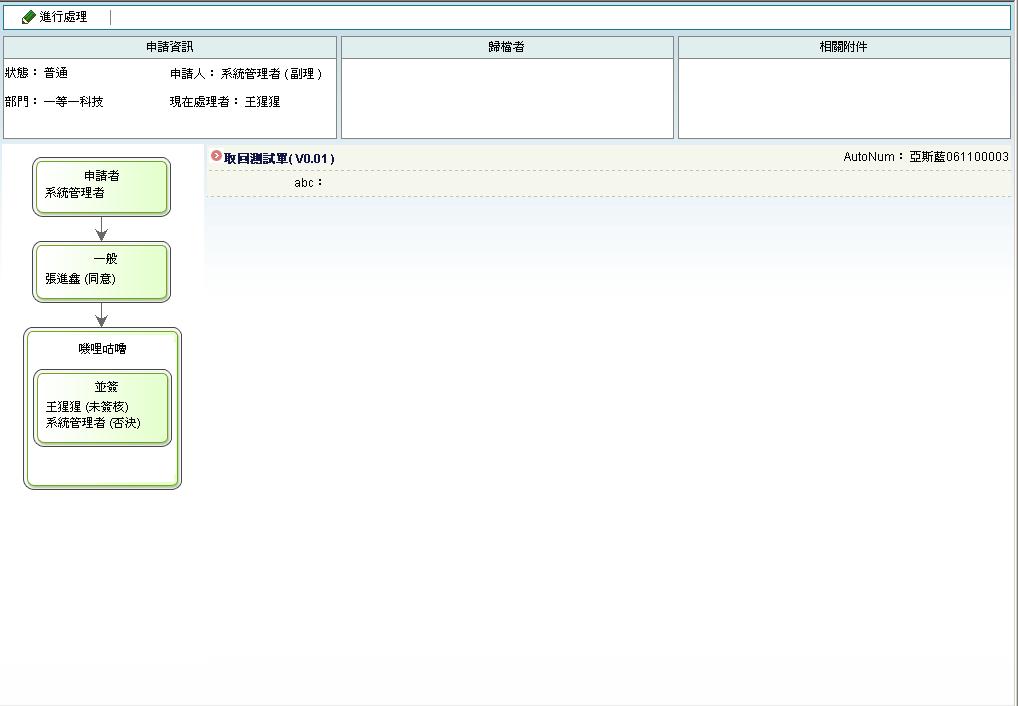 進行處理
申請資訊
歸檔者
相關附件
狀態：普通
申請人：系統管理者 ( 副理 )
部門：一等一科技
現在處理者：王猩猩
取回測試單( V0.01 )
AutoNum：亞斯藍061100003
abc：
申請者
系統管理者
一般
張進鑫 (同意)
嘰哩咕嚕
並簽
王猩猩 (未簽核)
系統管理者 (否決)